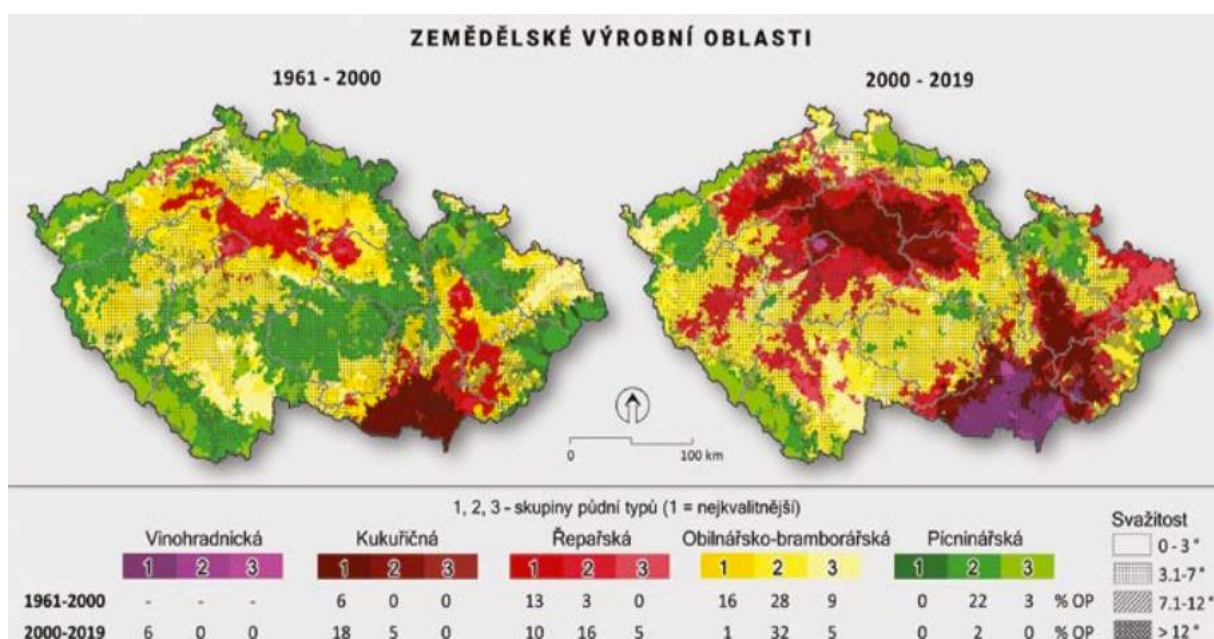 ZEMĚDĚLSKÉ VÝROBNÍ OBLASTI
1961 - 2000
2000 - 2019
0 100 km
1, 2, 3 - skupiny půdní typů (1 = nejkvalitnější)
Vinohradnická Kukuřičná Řepařská Obilnářsko-bramborářská Pícninářská
1 2 3 1 2 3 1 2 3 1 2 3 1 2 3
1961-2000 - - - 6 0 0 13 3 0 16 28 9 0 22 3 % OP
2000-2019 6 0 0 18 5 0 10 16 5 1 32 5 0 2 0 % OP
Svažitost
0 - 3 °
3.1-7 °
7.1-12 °
> 12 °